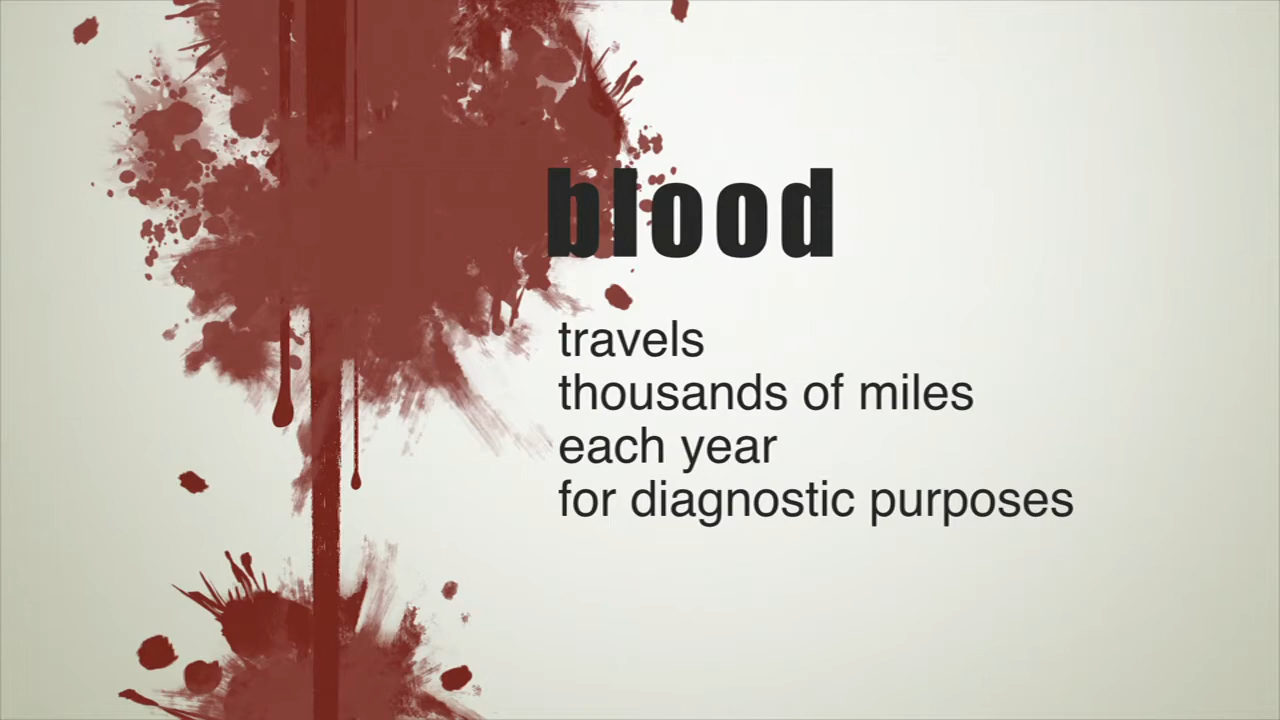 blood
travels
thousands of miles
each year
for diagnostic purposes